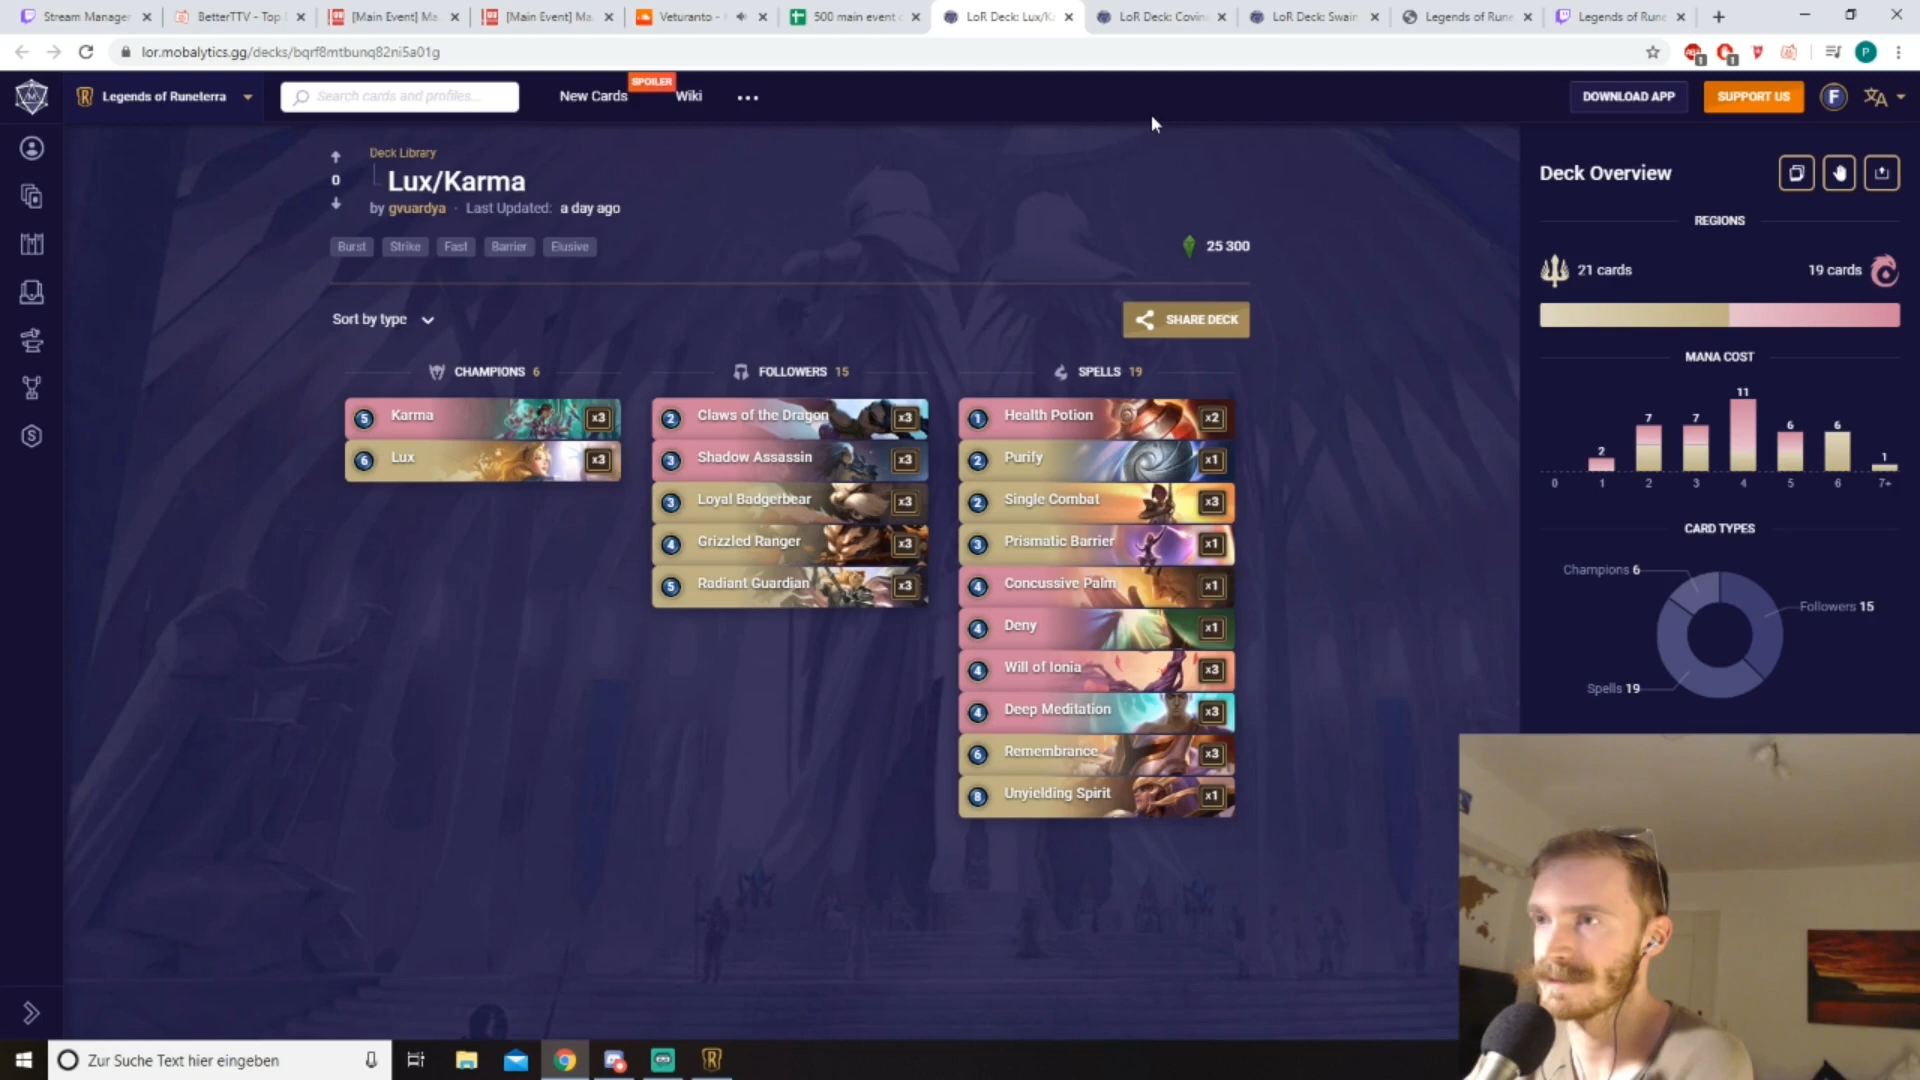 Stream Manager
BetterTTV - Top
[Main Event] Ma
[Main Event] Ma
Veturanto -
500 main event
LoR Deck: Lux/K
LoR Deck: Covin
LoR Deck: Swain
Legends of Rune
Legends of Rune
lor.mobalytics.gg/decks/bqrf8mtbunq82ni5a01g
Legends of Runeterra
Search cards and profiles...
New Cards
SPOILER
Wiki
DOWNLOAD APP
SUPPORT US
F
Deck Library
0
Lux/Karma
by gvuardya - Last Updated: a day ago
Burst
Strike
Fast
Barrier
Elusive
25 300
Sort by type
SHARE DECK
CHAMPIONS 6
5 Karma x3
6 Lux x3
FOLLOWERS 15
2 Claws of the Dragon x3
3 Shadow Assassin x3
3 Loyal Badgerbear x3
4 Grizzled Ranger x3
5 Radiant Guardian x3
SPELLS 19
1 Health Potion x2
2 Purify x1
2 Single Combat x3
3 Prismatic Barrier x1
4 Concussive Palm x1
4 Deny x1
4 Will of Ionia x3
4 Deep Meditation x3
6 Remembrance x3
8 Unyielding Spirit x1
Deck Overview
REGIONS
21 cards
19 cards
MANA COST
2 7 7 11 6 6 1
0 1 2 3 4 5 6 7+
CARD TYPES
Champions 6
Followers 15
Spells 19
Zur Suche Text hier eingeben